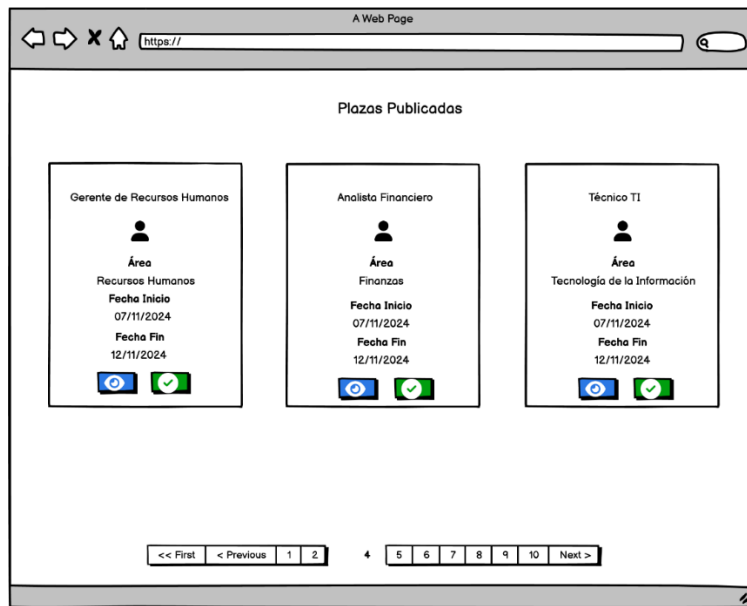 A Web Page
https://
Plazas Publicadas
Gerente de Recursos Humanos
Área
Recursos Humanos
Fecha Inicio
07/11/2024
Fecha Fin
12/11/2024
Analista Financiero
Área
Finanzas
Fecha Inicio
07/11/2024
Fecha Fin
12/11/2024
Técnico TI
Área
Tecnología de la Información
Fecha Inicio
07/11/2024
Fecha Fin
12/11/2024
<< First < Previous 1 2 4 5 6 7 8 9 10 Next >